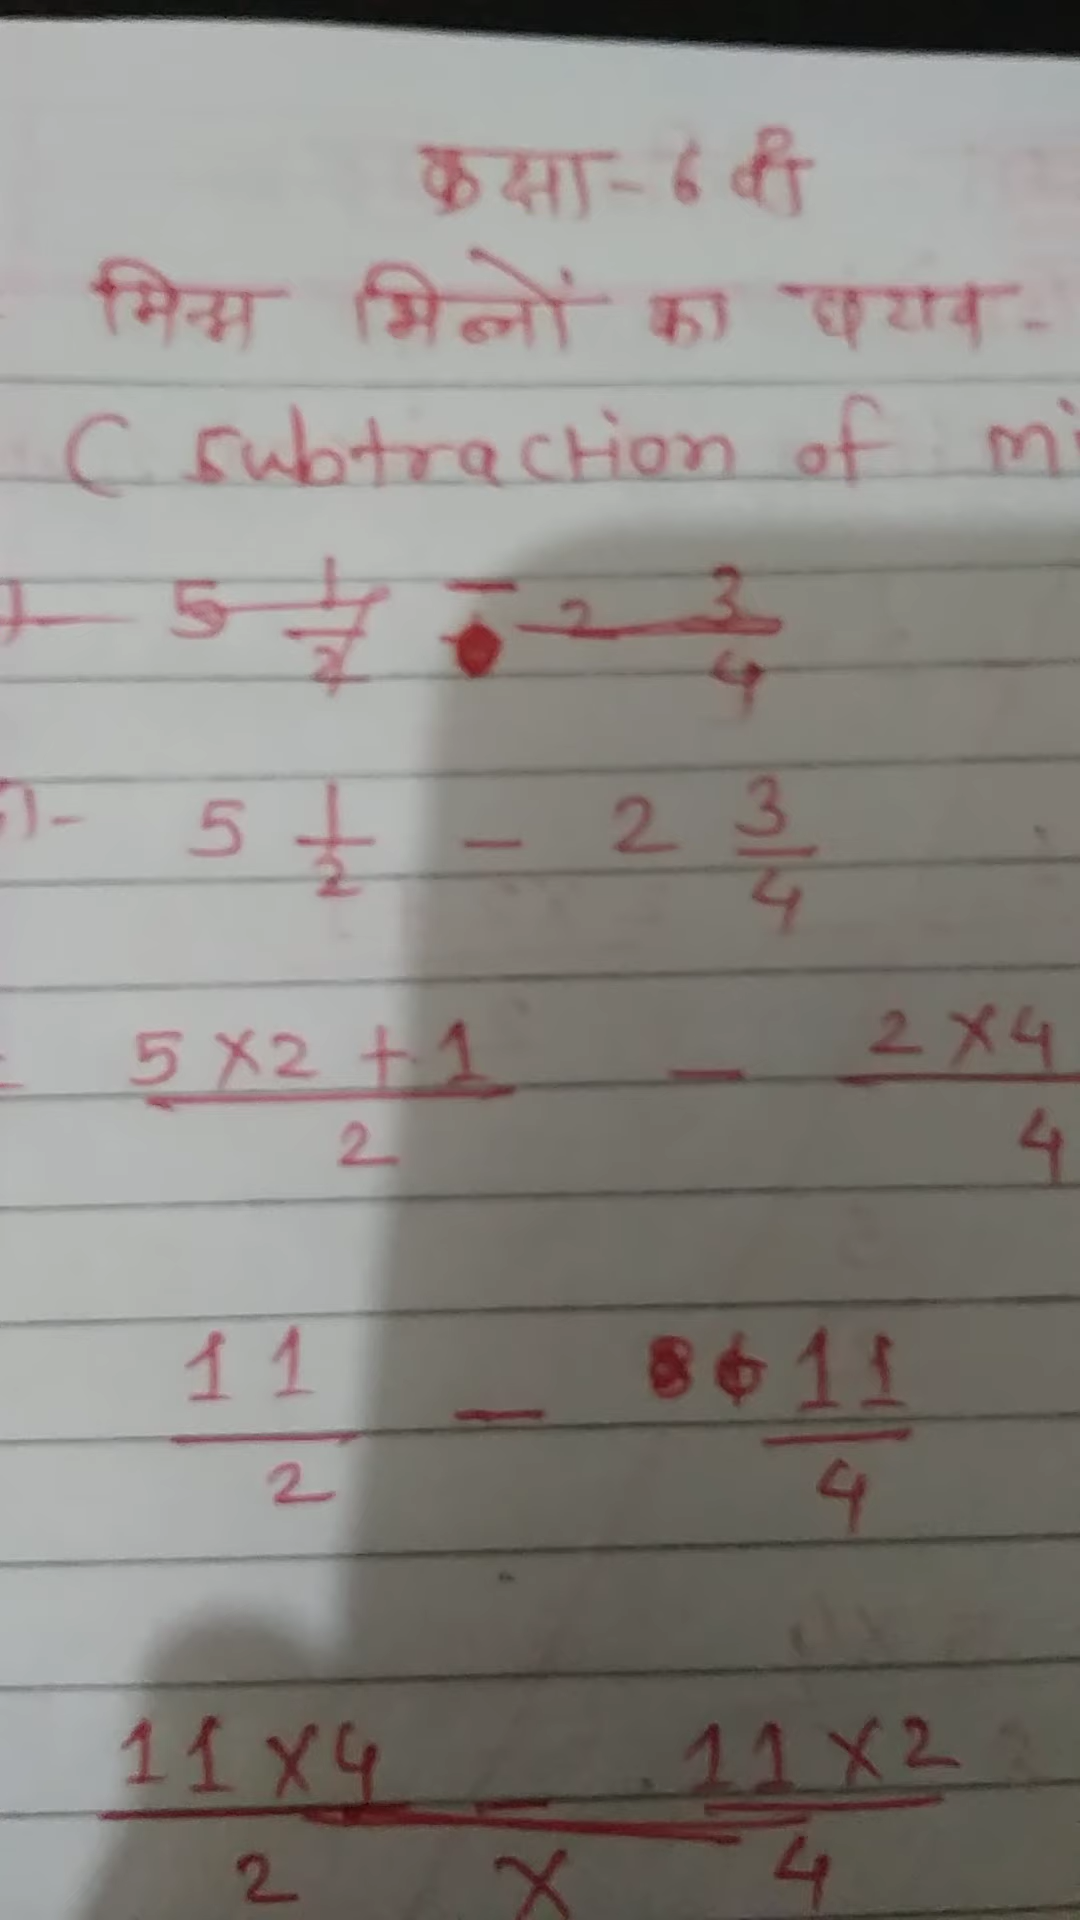 कक्षा - 6 वी
मिश्र भिन्नों का घटाव -
( Subtraction of mi
5 1/2 - 2 3/4
5 1/2 - 2 3/4
5 × 2 + 1 / 2 - 2 × 4 / 4
11/2 - 11/4
11 × 4 - 11 × 2 / 2 × 4